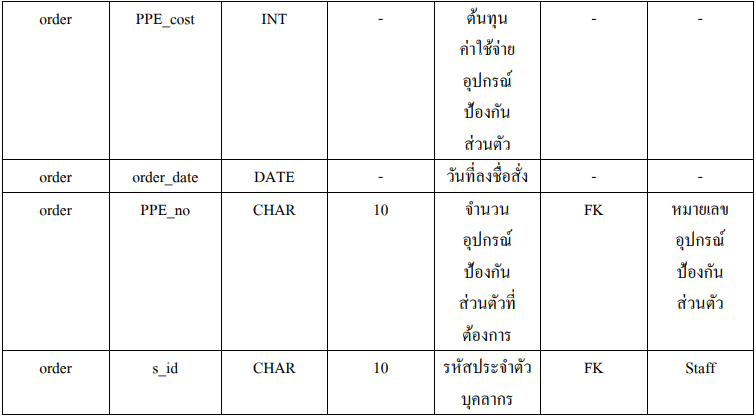 order PPE_cost INT - ต้นทุน - -
ค่าใช้จ่าย
อุปกรณ์
ป้องกัน
ส่วนตัว
order order_date DATE - วันที่ลงชื่อสั่ง - -
order PPE_no CHAR 10 จำนวน FK หมายเลข
อุปกรณ์ อุปกรณ์
ป้องกัน ป้องกัน
ส่วนตัวที่ ส่วนตัว
ต้องการ
order s_id CHAR 10 รหัสประจำตัว FK Staff
บุคลากร